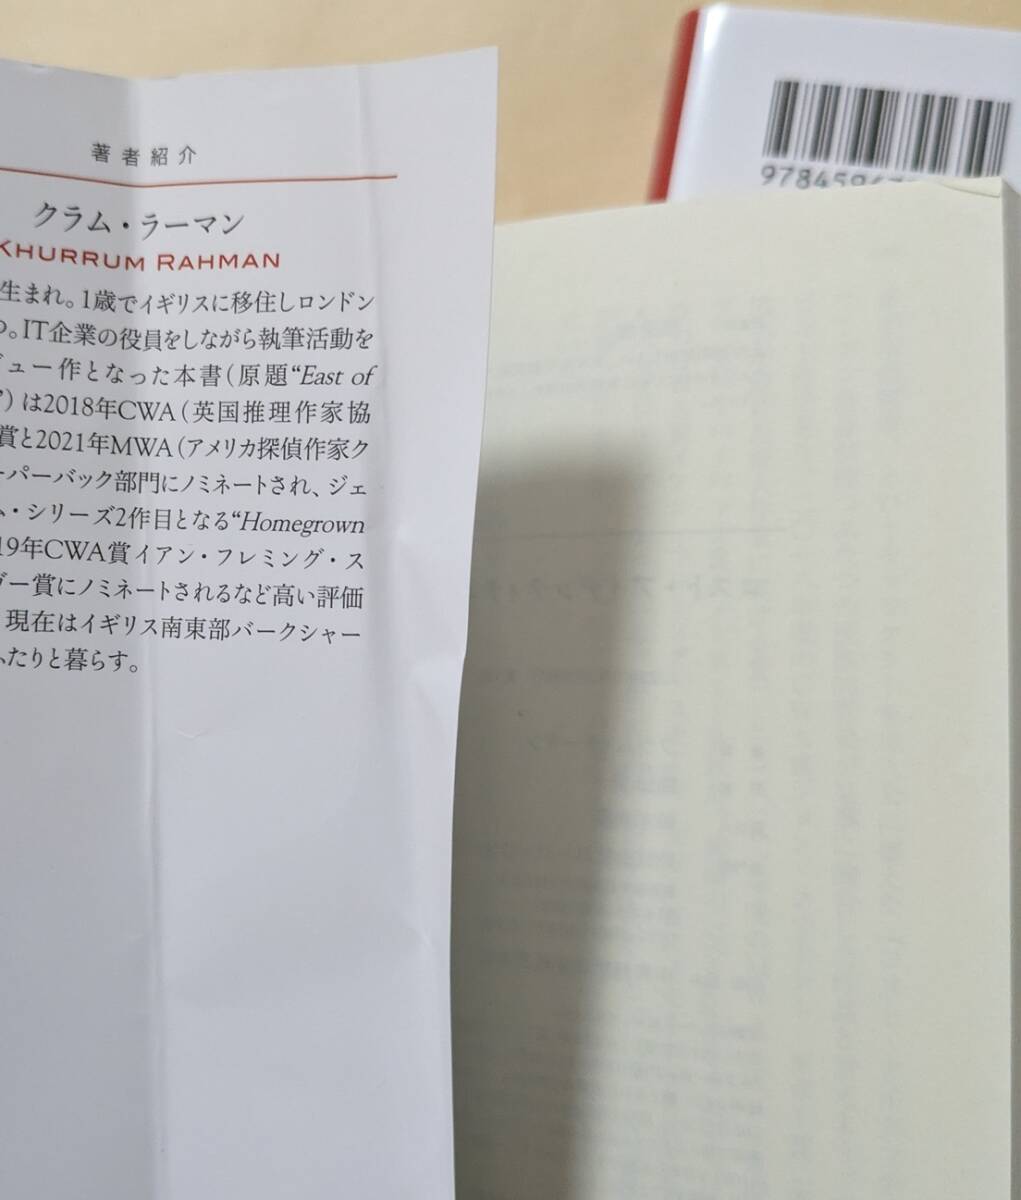 著者紹介
クラム・ラーマン
KHURRUM RAHMAN
生まれ。1歳でイギリスに移住しロンドン
つ。IT企業の役員をしながら執筆活動を
ビュー作となった本書（原題“East of
”）は2018年CWA（英国推理作家協
賞と2021年MWA（アメリカ探偵作家ク
ーパーバック部門にノミネートされ、ジェ
ム・シリーズ2作目となる“Homegrown
19年CWA賞イアン・フレミング・ス
ガー賞にノミネートされるなど高い評価
現在はイギリス南東部バークシャー
ふたりと暮らす。